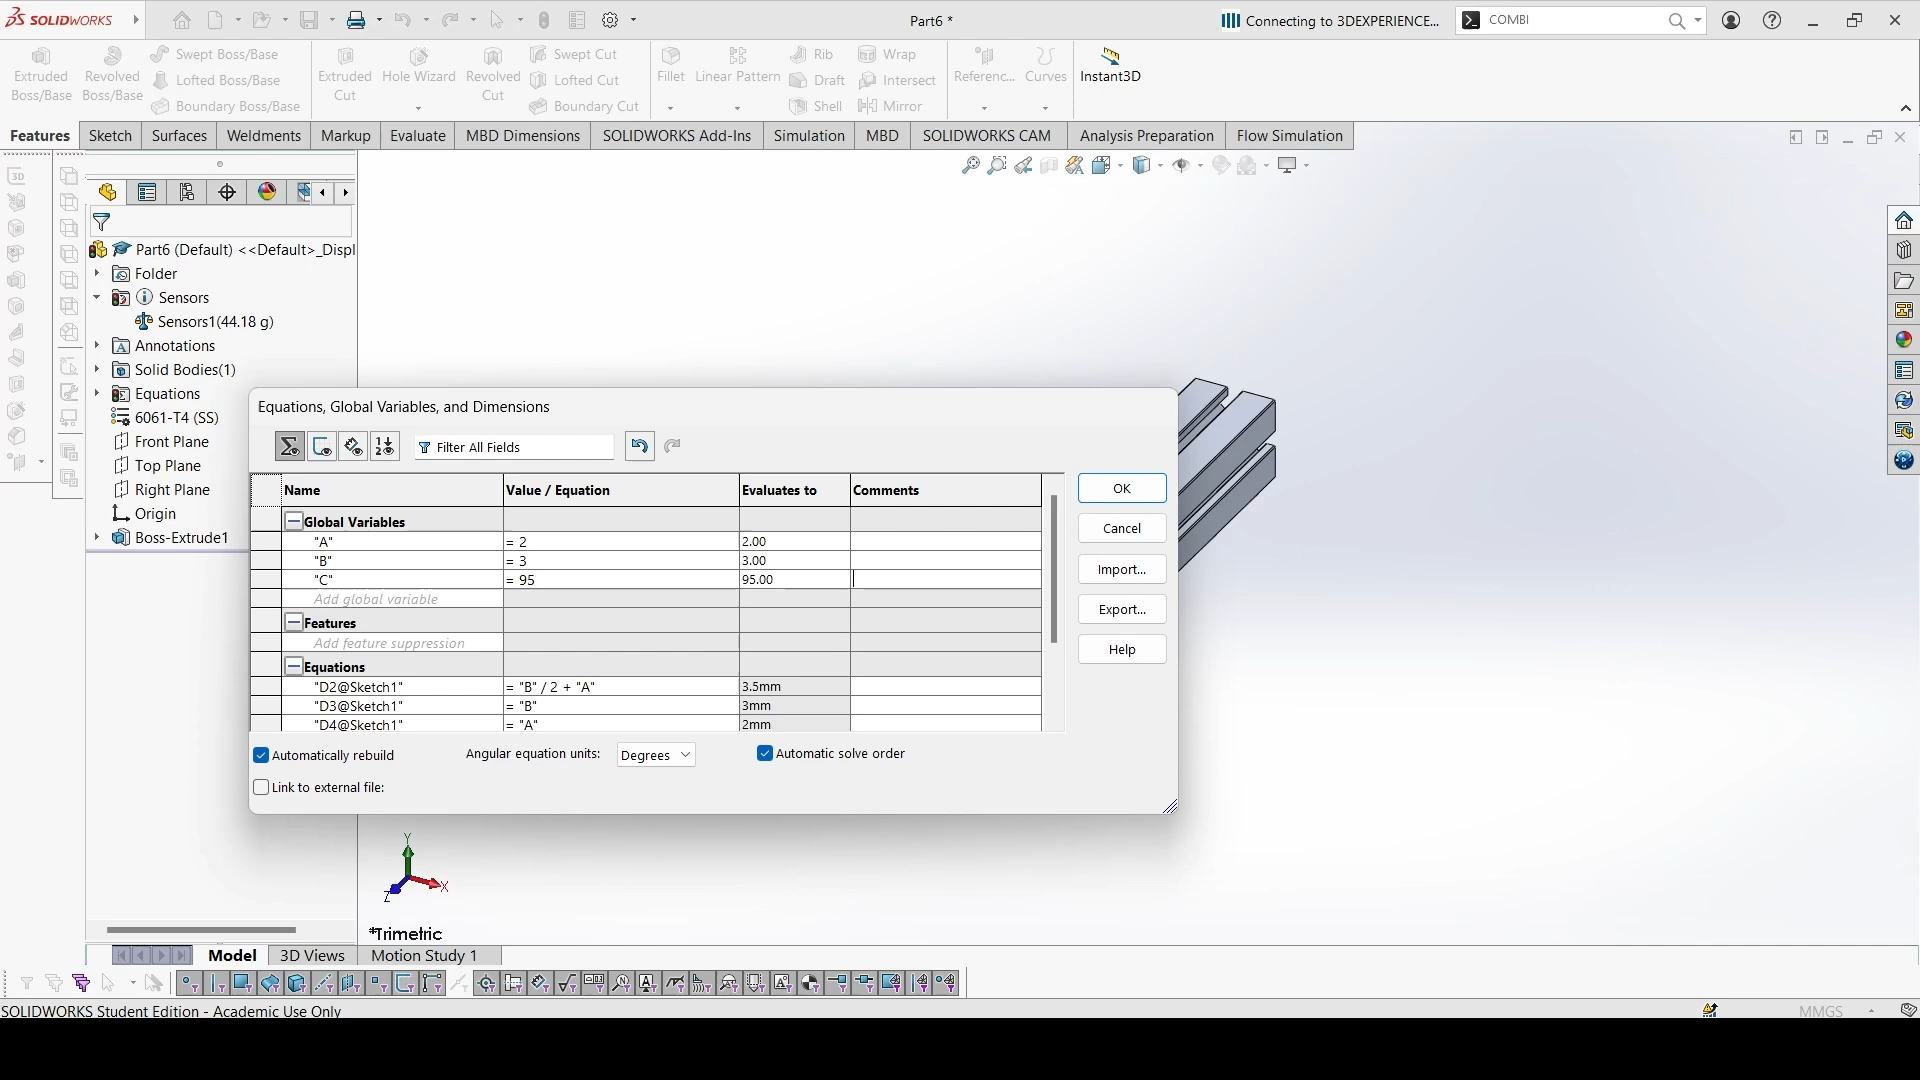 SOLIDWORKS
Part6 *
Connecting to 3DEXPERIENCE...
COMBI
Extruded Boss/Base
Revolved Boss/Base
Swept Boss/Base
Lofted Boss/Base
Boundary Boss/Base
Extruded Cut
Hole Wizard
Revolved Cut
Swept Cut
Lofted Cut
Boundary Cut
Fillet
Linear Pattern
Rib
Draft
Shell
Wrap
Intersect
Mirror
Referenc...
Curves
Instant3D
Features
Sketch
Surfaces
Weldments
Markup
Evaluate
MBD Dimensions
SOLIDWORKS Add-Ins
Simulation
MBD
SOLIDWORKS CAM
Analysis Preparation
Flow Simulation
Part6 (Default) <<Default>_Displ
Folder
Sensors
Sensors1(44.18 g)
Annotations
Solid Bodies(1)
Equations
6061-T4 (SS)
Front Plane
Top Plane
Right Plane
Origin
Boss-Extrude1
Equations, Global Variables, and Dimensions
Filter All Fields
Name Value / Equation Evaluates to Comments
Global Variables
"A" = 2 2.00
"B" = 3 3.00
"C" = 95 95.00
Add global variable
Features
Add feature suppression
Equations
"D2@Sketch1" = "B" / 2 + "A" 3.5mm
"D3@Sketch1" = "B" 3mm
"D4@Sketch1" = "A" 2mm
OK
Cancel
Import...
Export...
Help
Automatically rebuild
Angular equation units: Degrees
Automatic solve order
Link to external file:
Y
X
Z
*Trimetric
Model
3D Views
Motion Study 1
SOLIDWORKS Student Edition - Academic Use Only
MMGS